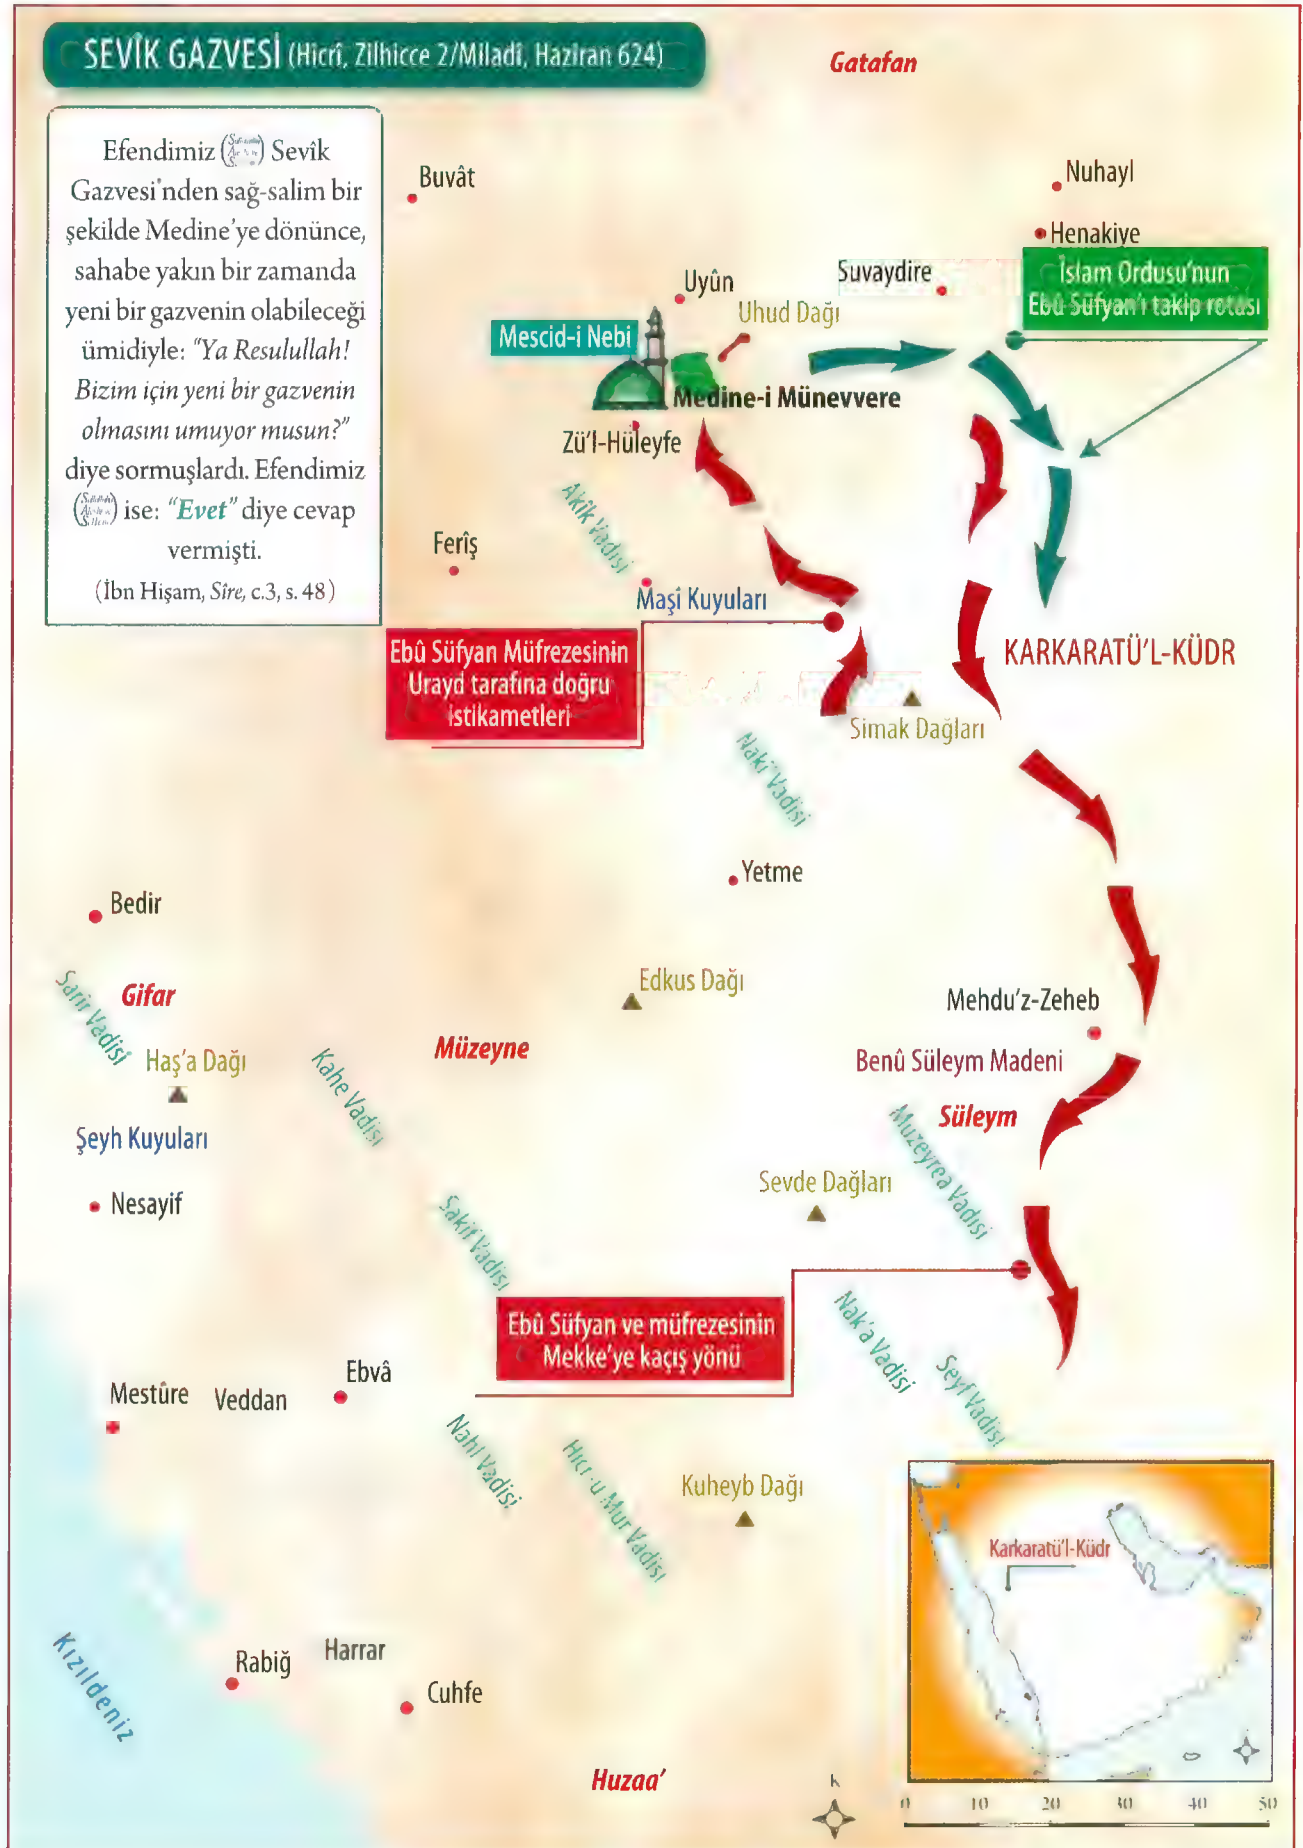 SEVÎK GAZVESİ (Hicrî, Zilhicce 2/Miladî, Haziran 624)
Efendimiz Sevîk
Gazvesi'nden sağ-salim bir
şekilde Medine'ye dönünce,
sahabe yakın bir zamanda
yeni bir gazvenin olabileceği
ümidiyle: "Ya Resulullah!
Bizim için yeni bir gazvenin
olmasını umuyor musun?"
diye sormuşlardı. Efendimiz
ise: "Evet" diye cevap
vermişti.
(İbn Hişam, Sîre, c.3, s. 48)
Gatafan
Buvât
Nuhayl
Henakiye
Suvaydire
İslam Ordusu'nun
Ebû Süfyan'ı takip rotası
Uyûn
Uhud Dağı
Mescid-i Nebi
Medine-i Münevvere
Zü'l-Hüleyfe
Akîk Vadisi
Ferîş
Maşî Kuyuları
Ebû Süfyan Müfrezesinin
Urayd tarafına doğru
istikametleri
KARKARATÜ'L-KÜDR
Simak Dağları
Nakî' Vadisi
Yetme
Bedir
Sarir Vadisi
Gifar
Haş'a Dağı
Şeyh Kuyuları
Nesayif
Kahe Vadisi
Müzeyne
Edkus Dağı
Mehdu'z-Zeheb
Benû Süleym Madeni
Süleym
Muzeyrea Vadisi
Sevde Dağları
Sakif Vadisi
Ebû Süfyan ve müfrezesinin
Mekke'ye kaçış yönü
Nak'a Vadisi
Seyf Vadisi
Mestûre
Veddan
Ebvâ
Nahl Vadisi
Hıcr-u Mur Vadisi
Kuheyb Dağı
Karkaratü'l-Küdr
Kızıldeniz
Rabiğ
Harrar
Cuhfe
Huzaa'
k
0 10 20 30 40 50